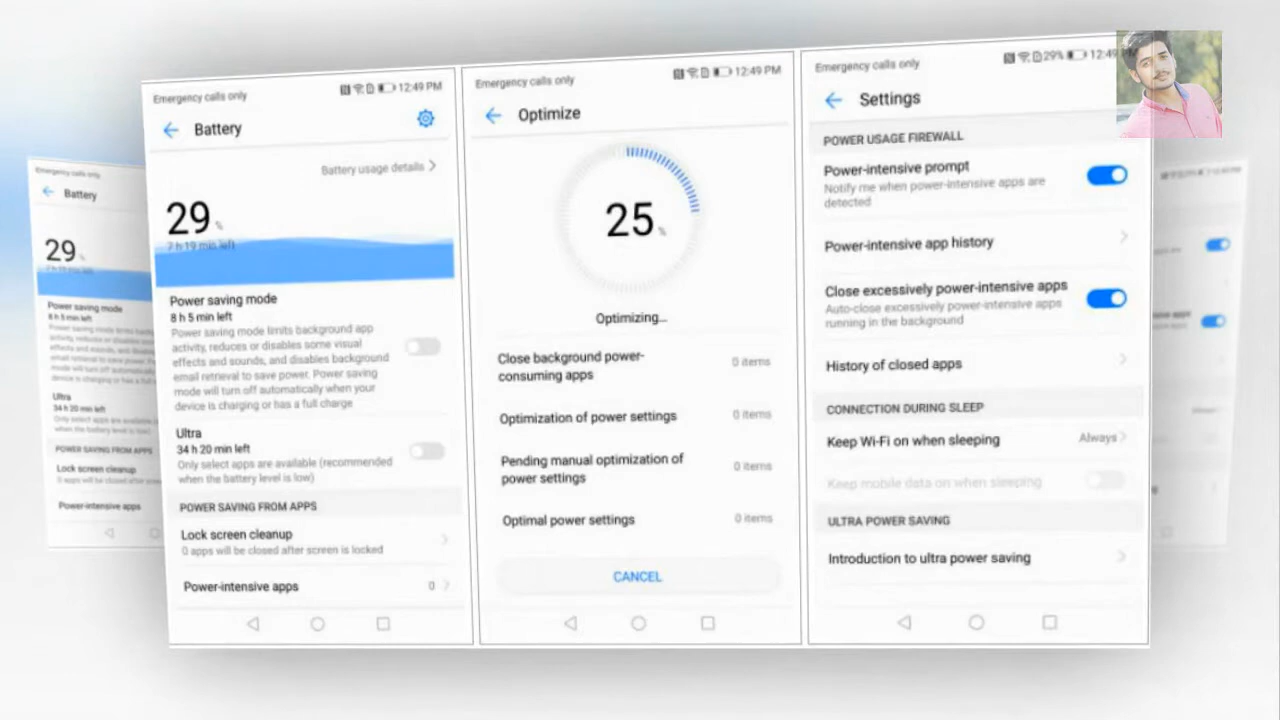 Emergency calls only
12:49 PM
Battery
Battery usage details
29 %
7 h 19 min left
Power saving mode
8 h 5 min left
Power saving mode limits background app
activity, reduces or disables some visual
effects and sounds, and disables background
email retrieval to save power. Power saving
mode will turn off automatically when your
device is charging or has a full charge
Ultra
34 h 20 min left
Only select apps are available (recommended
when the battery level is low)
POWER SAVING FROM APPS
Lock screen cleanup
0 apps will be closed after screen is locked
Power-intensive apps 0
Emergency calls only
12:49 PM
Optimize
25 %
Optimizing...
Close background power-
consuming apps
0 items
Optimization of power settings 0 items
Pending manual optimization of
power settings
0 items
Optimal power settings 0 items
CANCEL
Emergency calls only
29% 12:49
Settings
POWER USAGE FIREWALL
Power-intensive prompt
Notify me when power-intensive apps are
detected
Power-intensive app history
Close excessively power-intensive apps
Auto-close excessively power-intensive apps
running in the background
History of closed apps
CONNECTION DURING SLEEP
Keep Wi-Fi on when sleeping Always
Keep mobile data on when sleeping
ULTRA POWER SAVING
Introduction to ultra power saving
Emergency calls only
Battery
29
Power saving mode
8 h 5 min left
Ultra
34 h 20 min left
POWER SAVING FROM APPS
Lock screen cleanup
Power-intensive apps